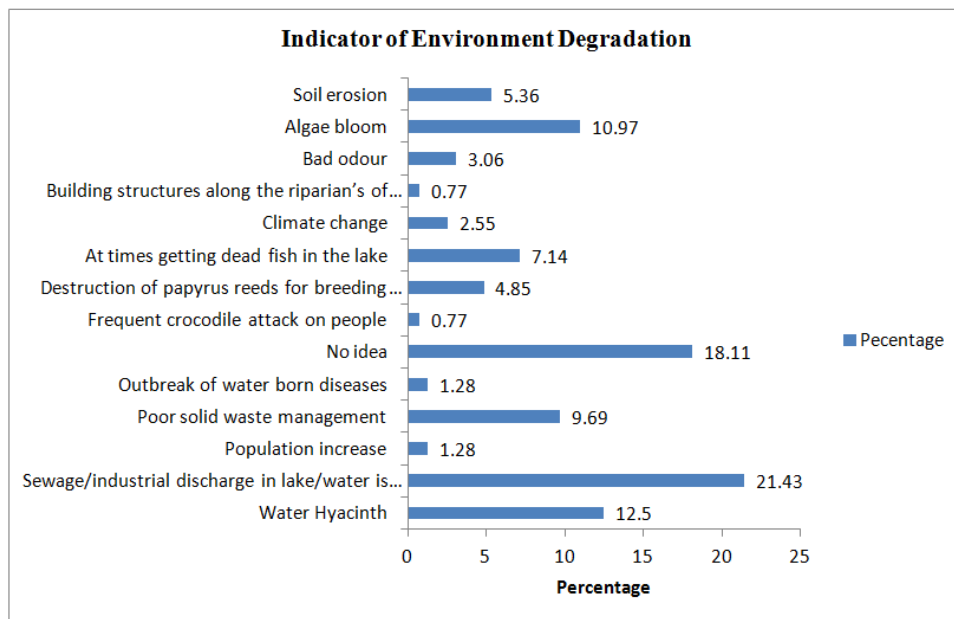 Indicator of Environment Degradation
Soil erosion 5.36
Algae bloom 10.97
Bad odour 3.06
Building structures along the riparian’s of... 0.77
Climate change 2.55
At times getting dead fish in the lake 7.14
Destruction of papyrus reeds for breeding... 4.85
Frequent crocodile attack on people 0.77
No idea 18.11
Pecentage
Outbreak of water born diseases 1.28
Poor solid waste management 9.69
Population increase 1.28
Sewage/industrial discharge in lake/water is... 21.43
Water Hyacinth 12.5
0 5 10 15 20 25
Percentage